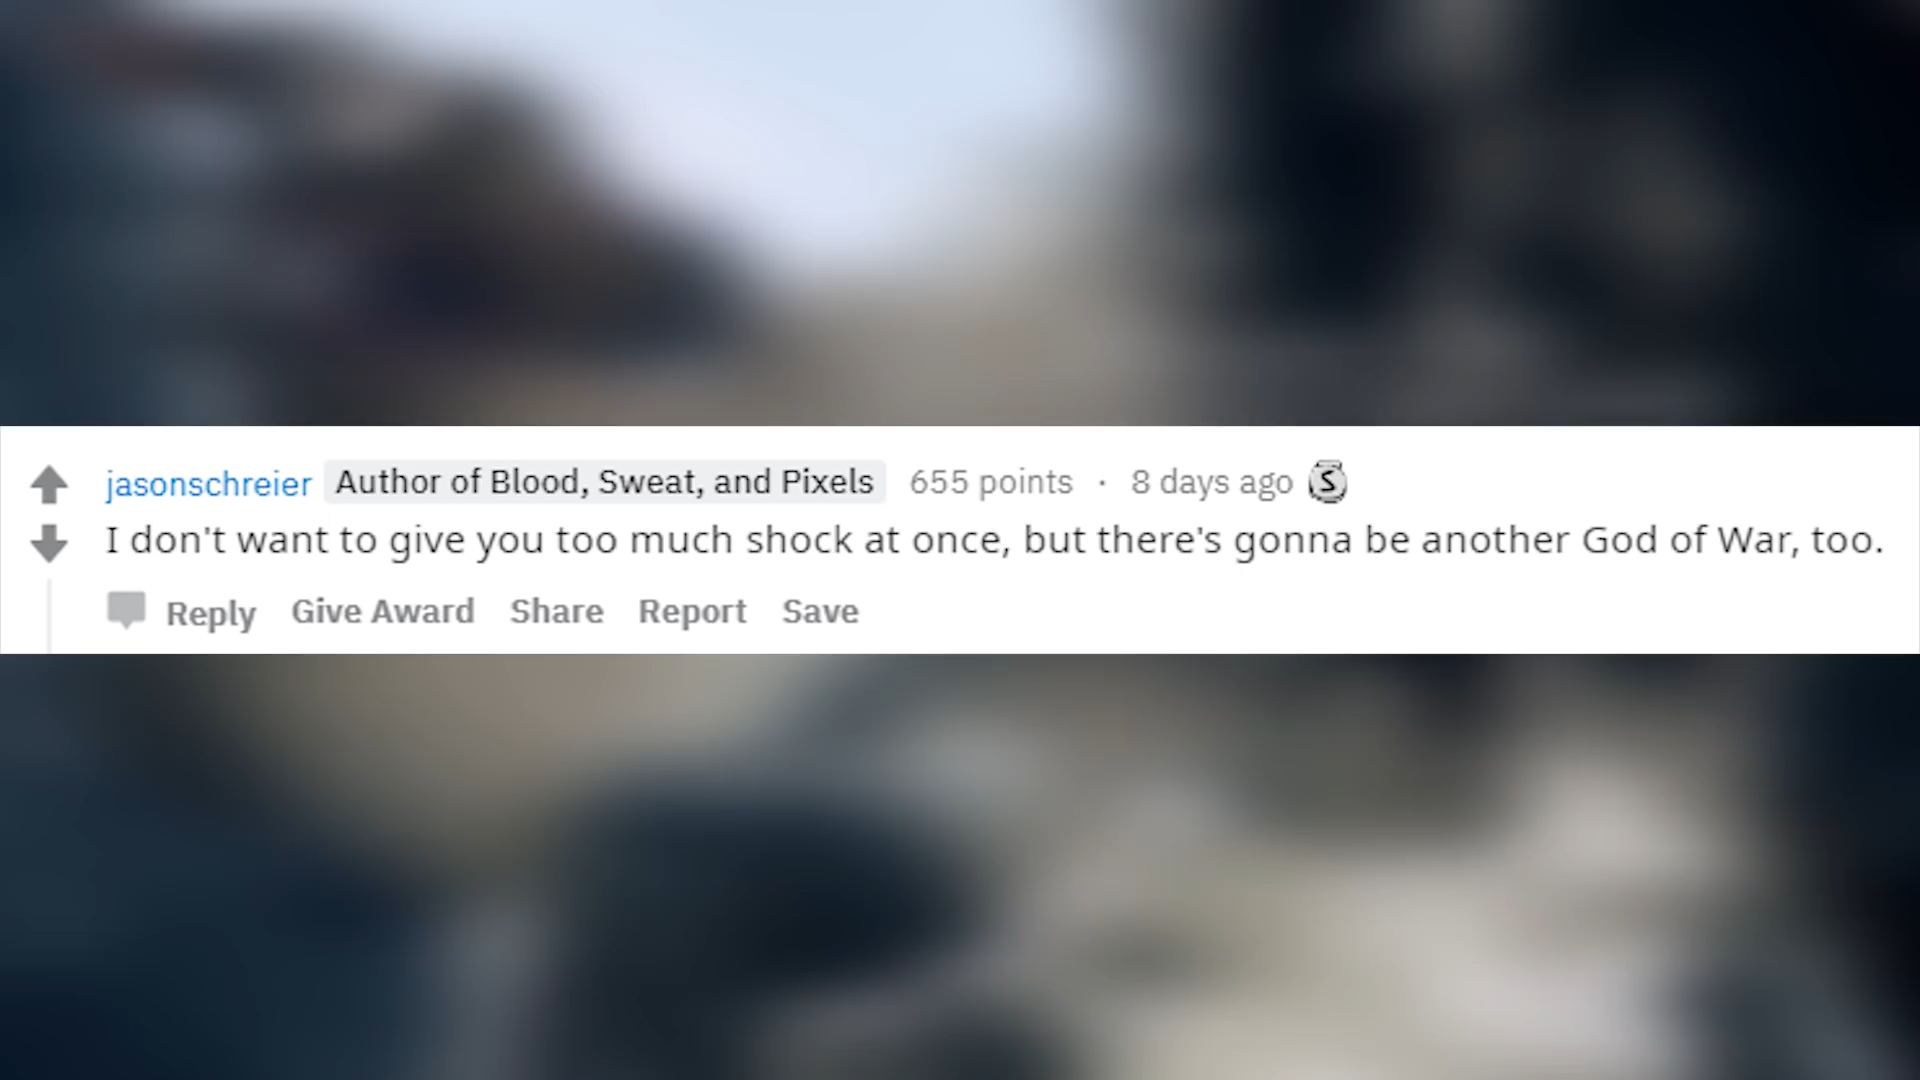 jasonschreier Author of Blood, Sweat, and Pixels 655 points · 8 days ago S
I don't want to give you too much shock at once, but there's gonna be another God of War, too.
Reply Give Award Share Report Save